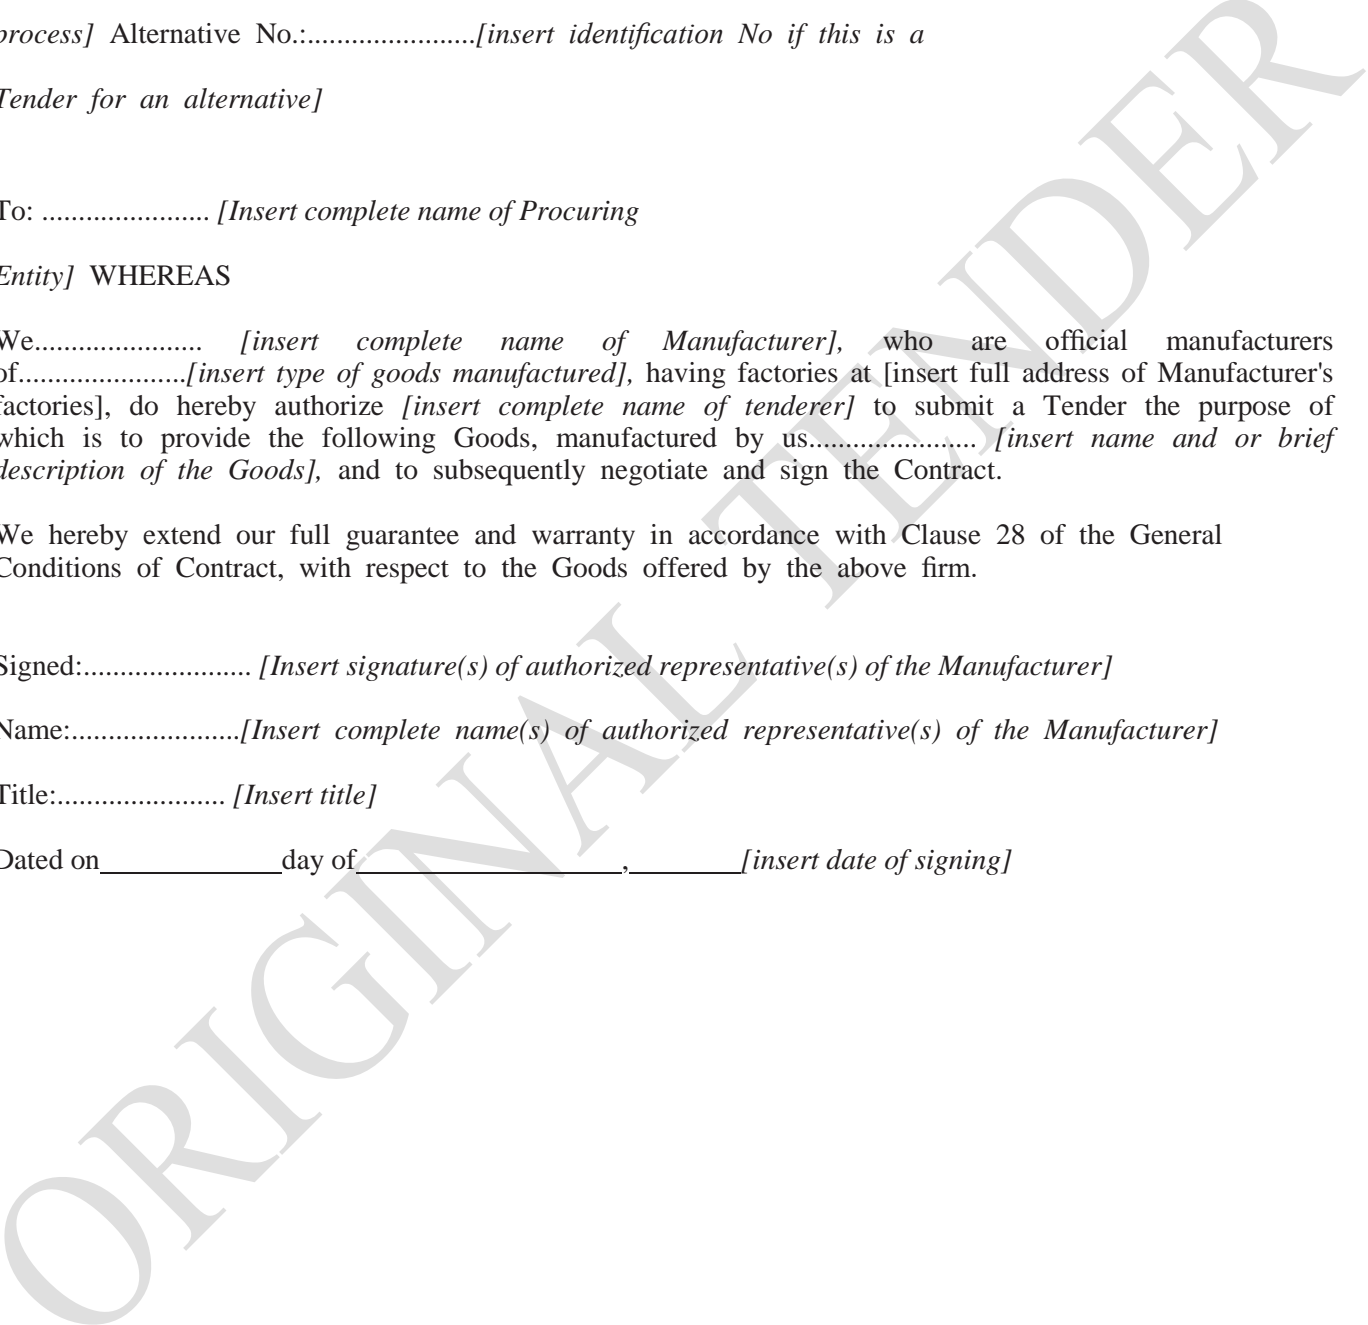 process] Alternative No.:.......................[insert identification No if this is a
Tender for an alternative]
To: ....................... [Insert complete name of Procuring
Entity] WHEREAS
We....................... [insert complete name of Manufacturer], who are official manufacturers
of.......................[insert type of goods manufactured], having factories at [insert full address of Manufacturer's
factories], do hereby authorize [insert complete name of tenderer] to submit a Tender the purpose of
which is to provide the following Goods, manufactured by us....................... [insert name and or brief
description of the Goods], and to subsequently negotiate and sign the Contract.
We hereby extend our full guarantee and warranty in accordance with Clause 28 of the General
Conditions of Contract, with respect to the Goods offered by the above firm.
Signed:....................... [Insert signature(s) of authorized representative(s) of the Manufacturer]
Name:.......................[Insert complete name(s) of authorized representative(s) of the Manufacturer]
Title:....................... [Insert title]
Dated on_____________day of___________________,________[insert date of signing]
ORIGINAL TENDER